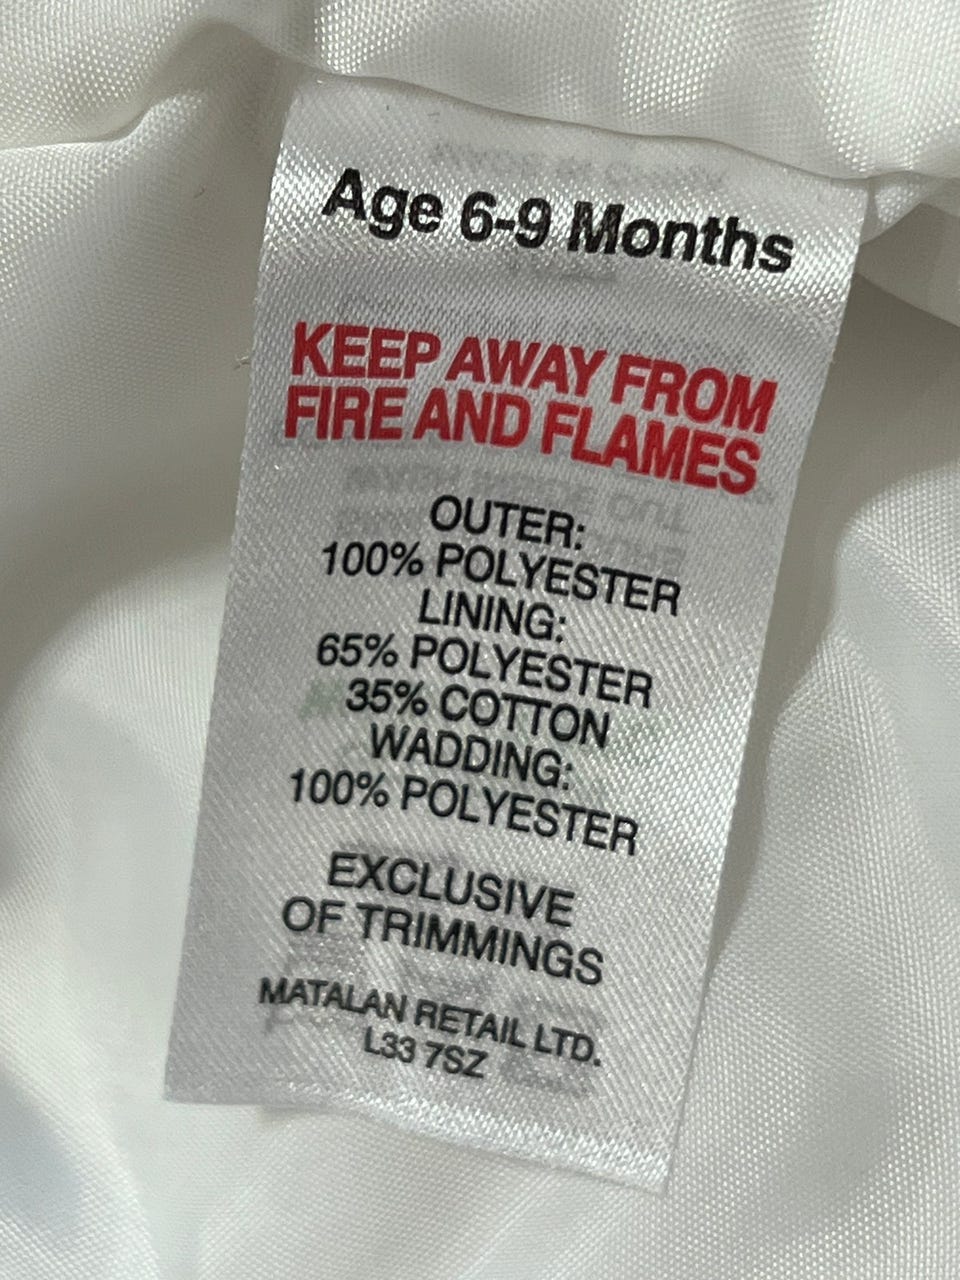 Age 6-9 Months
KEEP AWAY FROM
FIRE AND FLAMES
OUTER:
100% POLYESTER
LINING:
65% POLYESTER
35% COTTON
WADDING:
100% POLYESTER
EXCLUSIVE
OF TRIMMINGS
MATALAN RETAIL LTD.
L33 7SZ